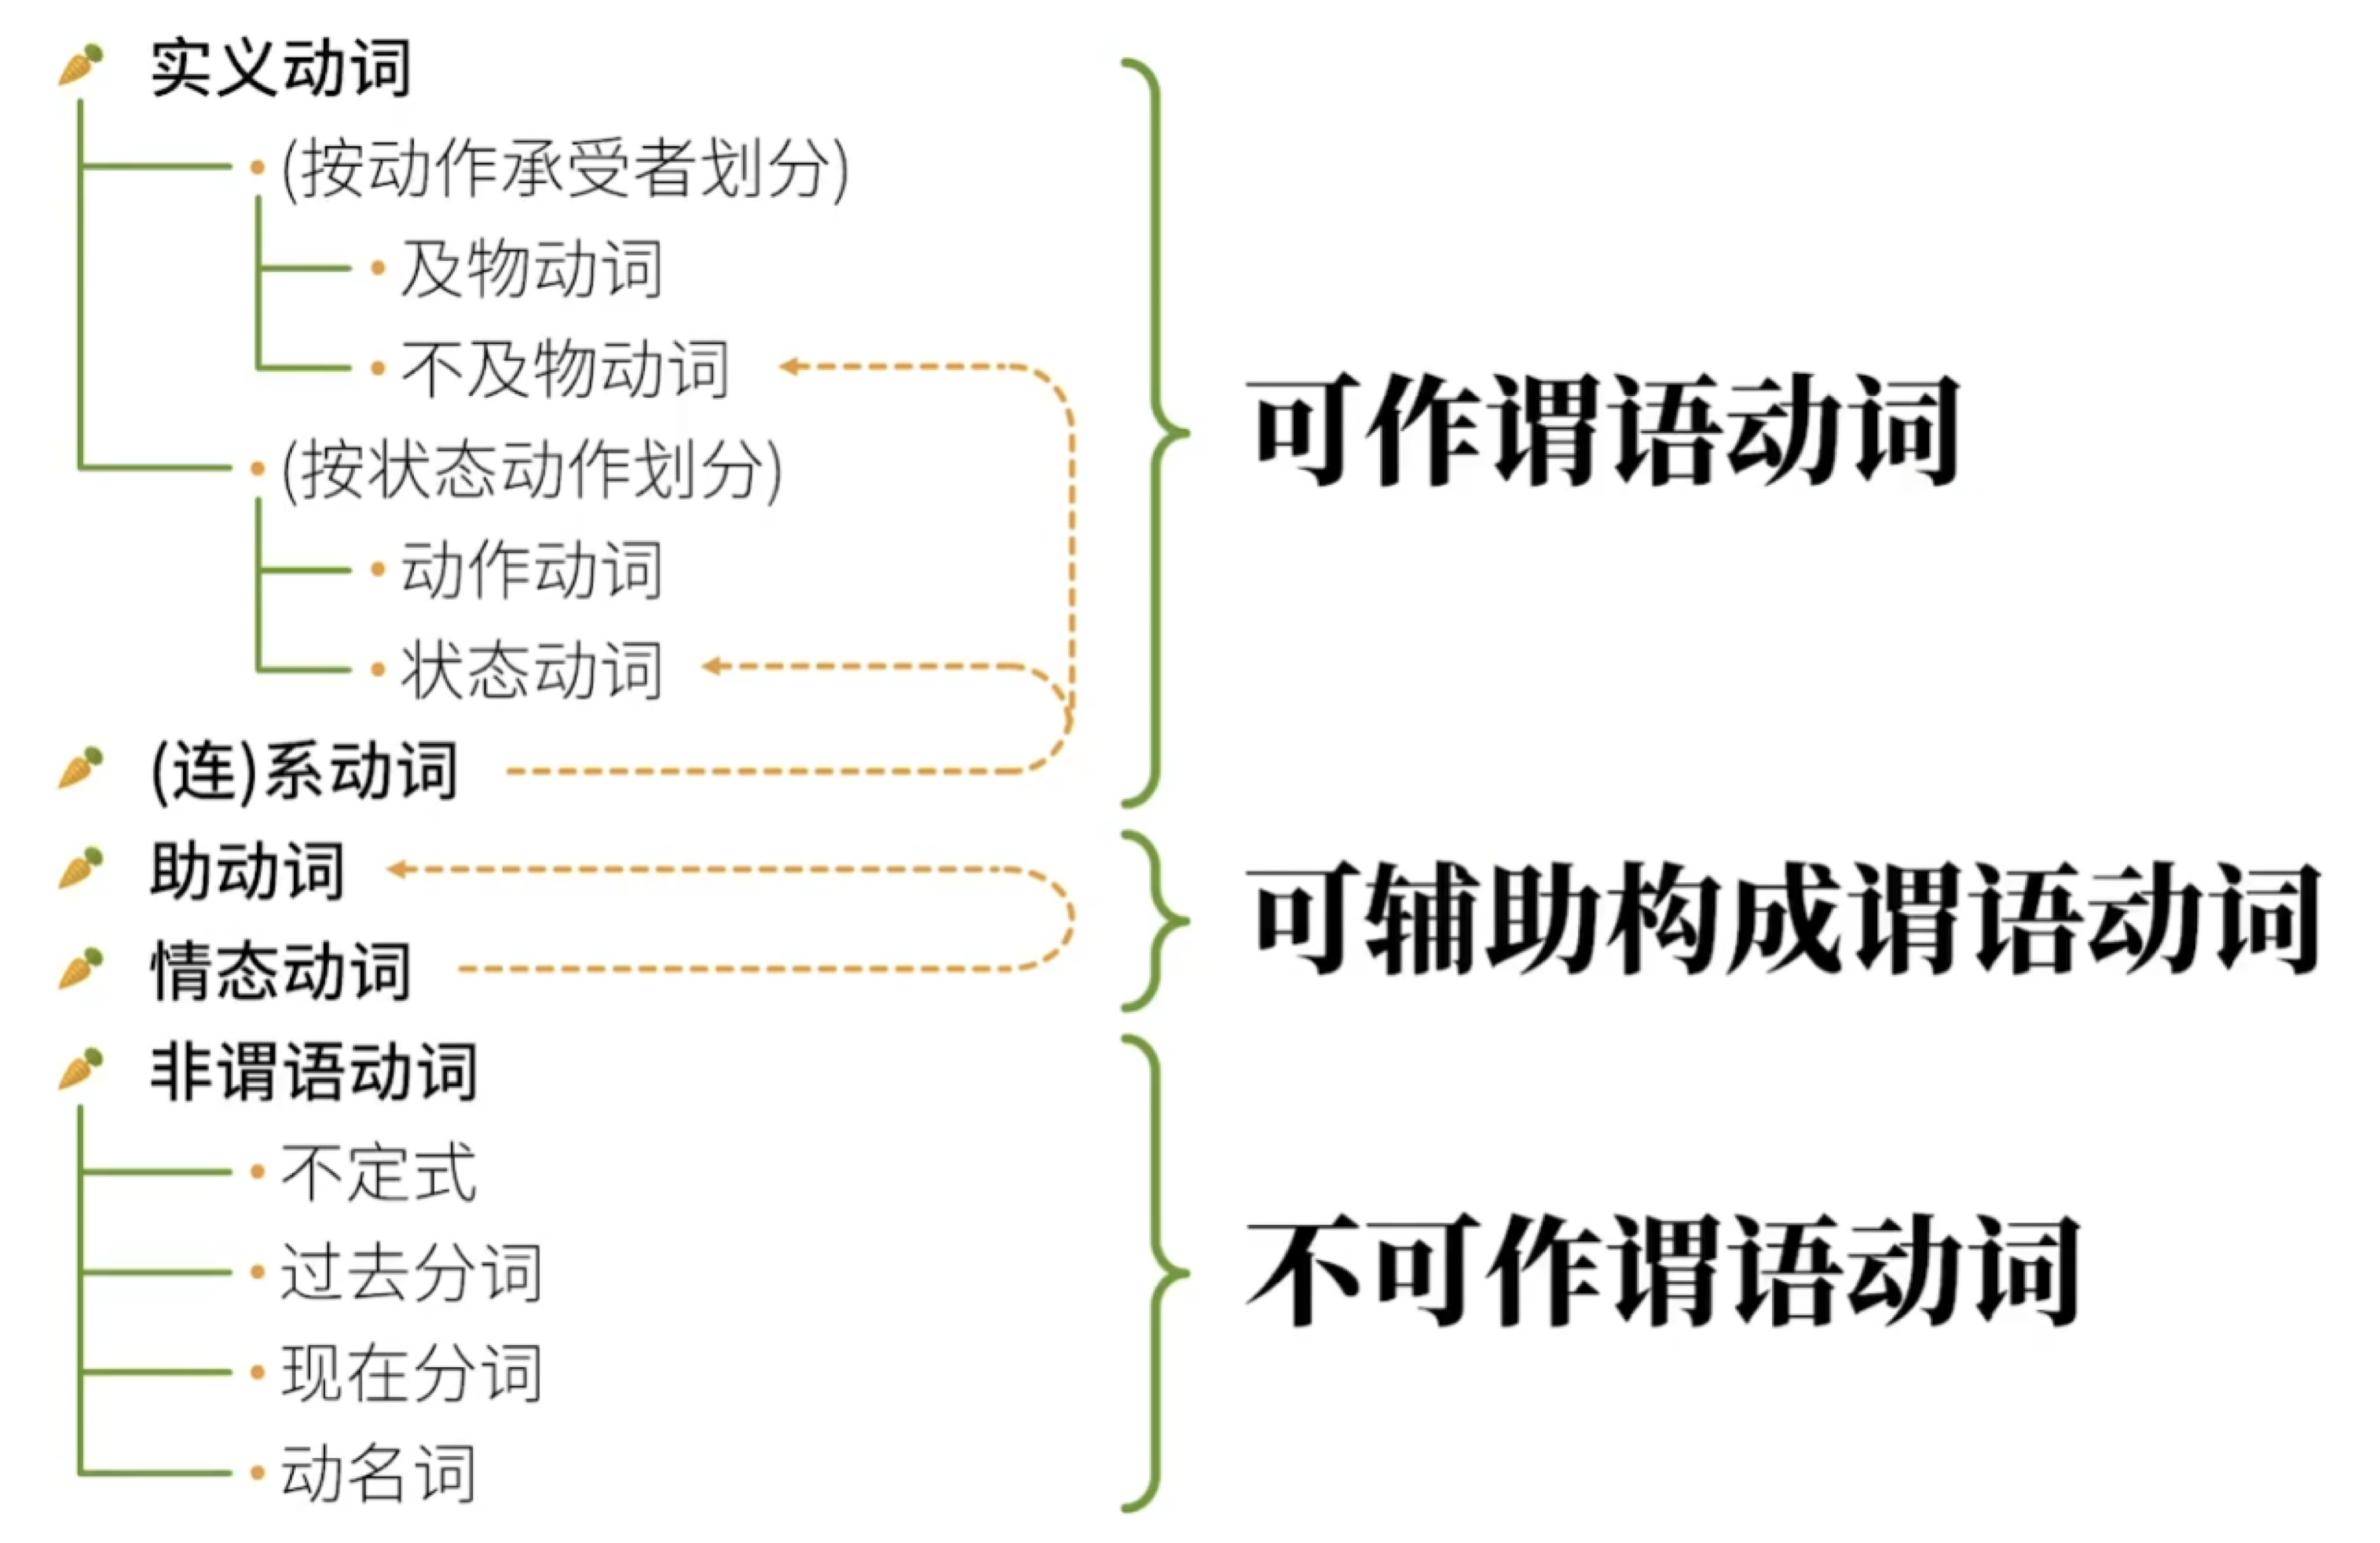 实义动词
(按动作承受者划分)
及物动词
不及物动词
(按状态动作划分)
动作动词
状态动词
(连)系动词
可作谓语动词
助动词
情态动词
可辅助构成谓语动词
非谓语动词
不定式
过去分词
现在分词
动名词
不可作谓语动词